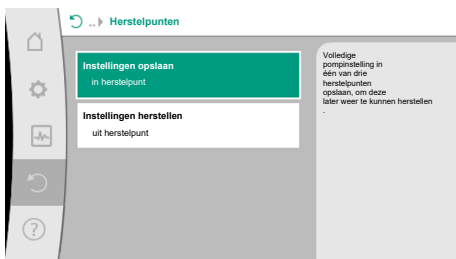 ..
Herstelpunten
Instellingen opslaan
in herstelpunt
Instellingen herstellen
uit herstelpunt
Volledige
pompinstelling in
één van drie
herstelpunten
opslaan, om deze
later weer te kunnen herstellen
.
?